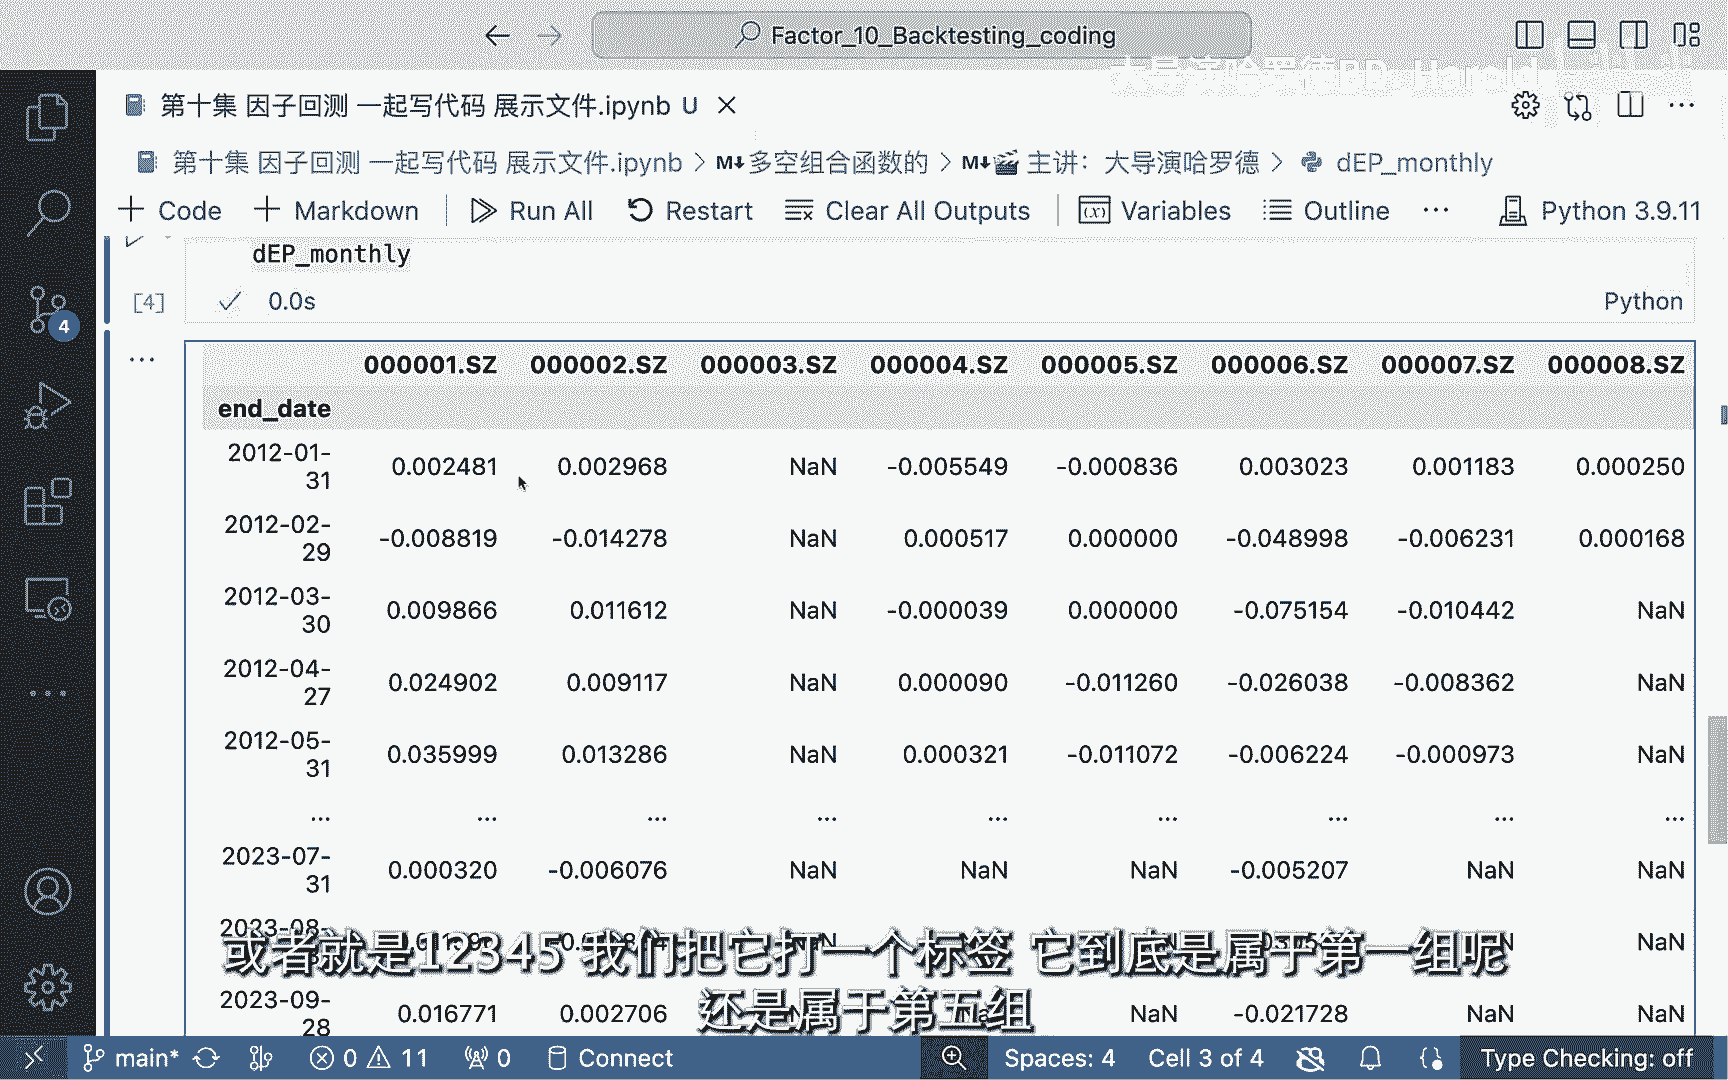 Factor_10_Backtesting_coding
第十集 因子回测 一起写代码 展示文件.ipynb U
第十集 因子回测 一起写代码 展示文件.ipynb > M↓多空组合函数的 > M↓🎬 主讲：大导演哈罗德 > dEP_monthly
+ Code + Markdown Run All Restart Clear All Outputs (x) Variables Outline ··· Python 3.9.11
dEP_monthly
[4] ✓ 0.0s Python
4
000001.SZ 000002.SZ 000003.SZ 000004.SZ 000005.SZ 000006.SZ 000007.SZ 000008.SZ
end_date
2012-01-31 0.002481 0.002968 NaN -0.005549 -0.000836 0.003023 0.001183 0.000250
2012-02-29 -0.008819 -0.014278 NaN 0.000517 0.000000 -0.048998 -0.006231 0.000168
2012-03-30 0.009866 0.011612 NaN -0.000039 0.000000 -0.075154 -0.010442 NaN
2012-04-27 0.024902 0.009117 NaN 0.000090 -0.011260 -0.026038 -0.008362 NaN
2012-05-31 0.035999 0.013286 NaN 0.000321 -0.011072 -0.006224 -0.000973 NaN
... ... ... ... ... ... ... ... ...
2023-07-31 0.000320 -0.006076 NaN NaN NaN -0.005207 NaN NaN
2023-08- NaN
2023-09-28 0.016771 0.002706 NaN -0.021728 NaN NaN
或者就是12345 我们把它打一个标签 它到底是属于第一组呢
还是属于第五组
main* 0 11 0 Connect Spaces: 4 Cell 3 of 4 Type Checking: off